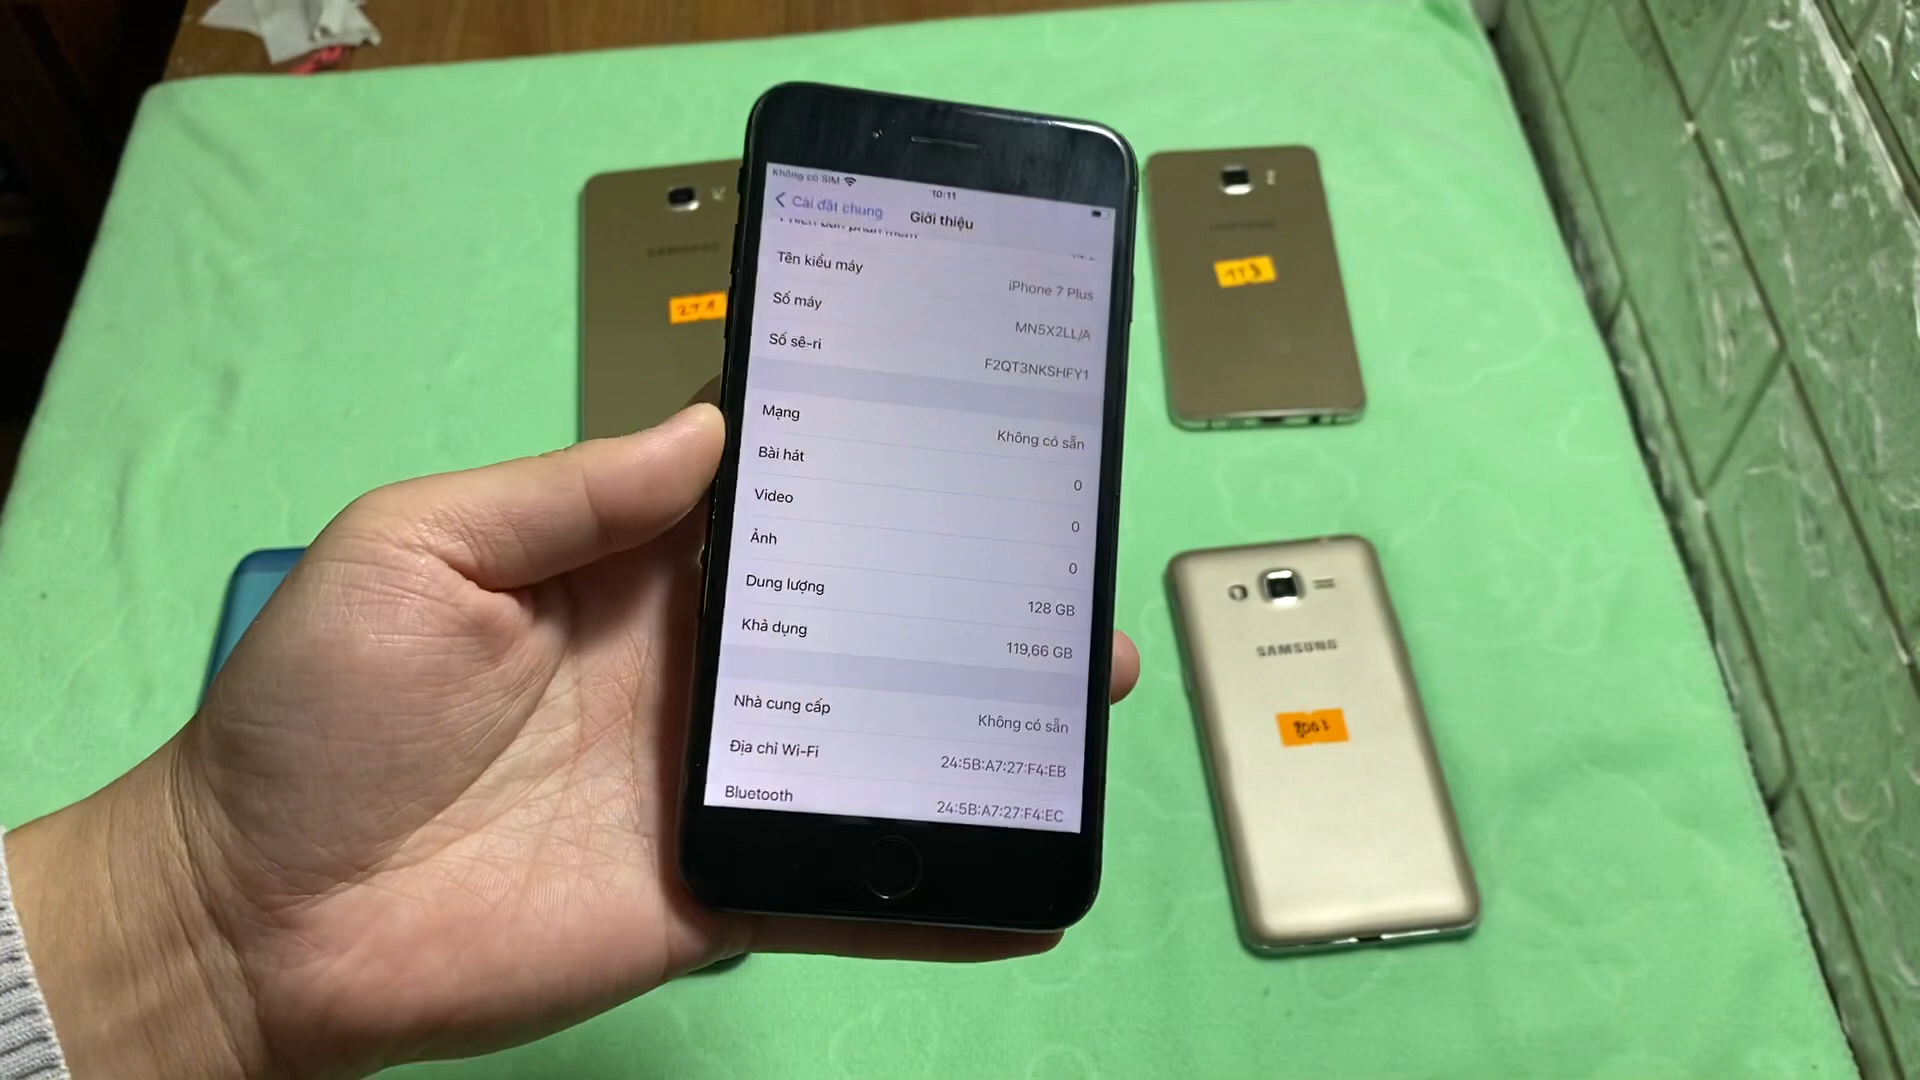 Không có SIM
10:11
Cài đặt chung
Giới thiệu
Tên kiểu máy
iPhone 7 Plus
Số máy
MN5X2LL/A
Số sê-ri
F2QT3NKSHFY1
Mạng
Không có sẵn
Bài hát
0
Video
0
Ảnh
0
Dung lượng
128 GB
Khả dụng
119,66 GB
Nhà cung cấp
Không có sẵn
Địa chỉ Wi-Fi
24:5B:A7:27:F4:EB
Bluetooth
24:5B:A7:27:F4:EC
SAMSUNG
SAMSUNG